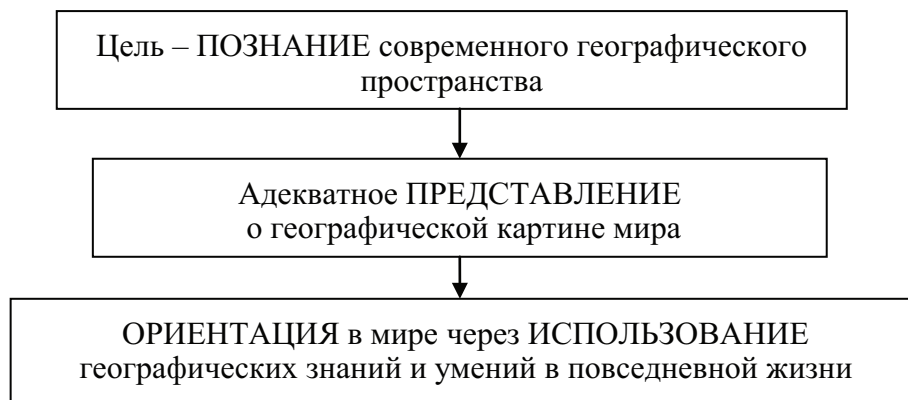 Цель – ПОЗНАНИЕ современного географического
пространства
Адекватное ПРЕДСТАВЛЕНИЕ
о географической картине мира
ОРИЕНТАЦИЯ в мире через ИСПОЛЬЗОВАНИЕ
географических знаний и умений в повседневной жизни